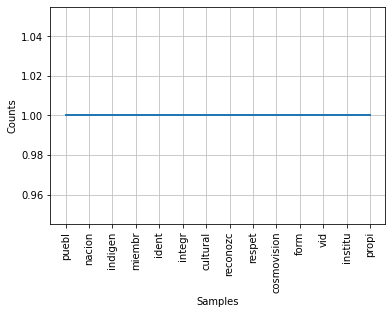 1.04
1.02
1.00
0.98
0.96
Counts
puebl
nacion
indigen
miembr
ident
integr
cultural
reconozc
respet
cosmovision
form
vid
institu
propi
Samples